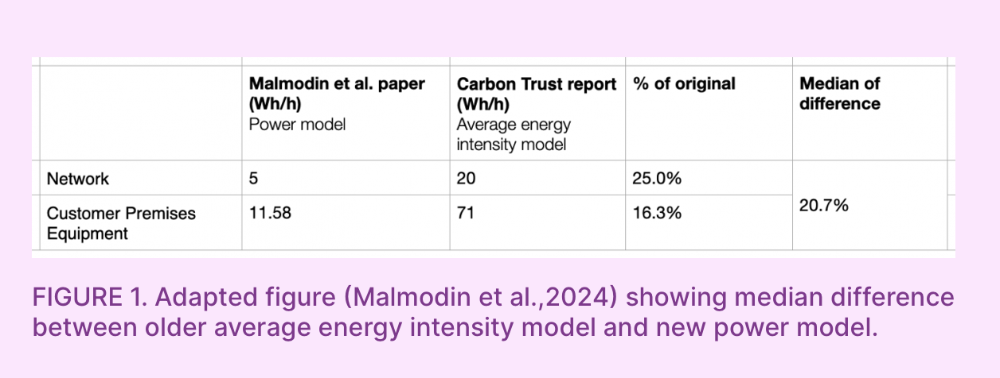 Malmodin et al. paper (Wh/h) Power model
Carbon Trust report (Wh/h) Average energy intensity model
% of original
Median of difference
Network
5
20
25.0%
Customer Premises Equipment
11.58
71
16.3%
20.7%
FIGURE 1. Adapted figure (Malmodin et al.,2024) showing median difference
between older average energy intensity model and new power model.